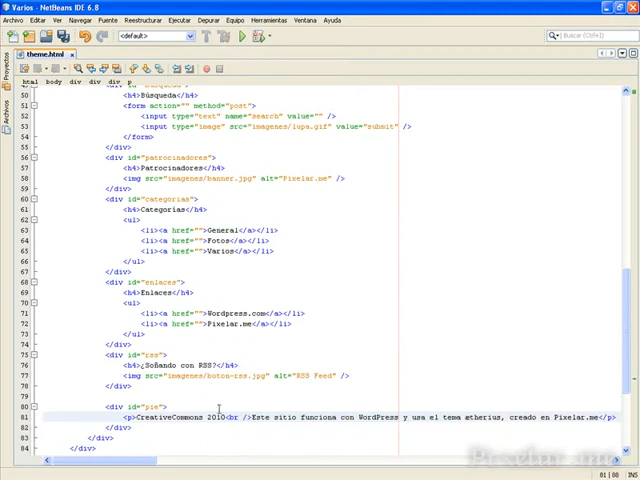 Varios - NetBeans IDE 6.8
Archivo Editar Ver Navegar Fuente Reestructurar Ejecutar Depurar Equipo Herramientas Ventana Ayuda
<default>
Buscar (Ctrl+I)
theme.html
html body div div div p
Proyectos
Archivos
50 <h4>Búsqueda</h4>
51 <form action="" method="post">
52 <input type="text" name="search" value="" />
53 <input type="image" src="imagenes/lupa.gif" value="submit" />
54 </form>
55 </div>
56 <div id="patrocinadores">
57 <h4>Patrocinadores</h4>
58 <img src="imagenes/banner.jpg" alt="Pixelar.me" />
59 </div>
60 <div id="categorias">
61 <h4>Categorías</h4>
62 <ul>
63 <li><a href="">General</a></li>
64 <li><a href="">Fotos</a></li>
65 <li><a href="">Varios</a></li>
66 </ul>
67 </div>
68 <div id="enlaces">
69 <h4>Enlaces</h4>
70 <ul>
71 <li><a href="">Wordpress.com</a></li>
72 <li><a href="">Pixelar.me</a></li>
73 </ul>
74 </div>
75 <div id="rss">
76 <h4>¿Soñando con RSS?</h4>
77 <img src="imagenes/boton-rss.jpg" alt="RSS Feed" />
78 </div>
79
80 <div id="pie">
81 <p>CreativeCommons 2010<br />Este sitio funciona con WordPress y usa el tema ætherius, creado en Pixelar.me</p>
82 </div>
83 </div>
84 </div>
Pixelar.me
81|88 INS